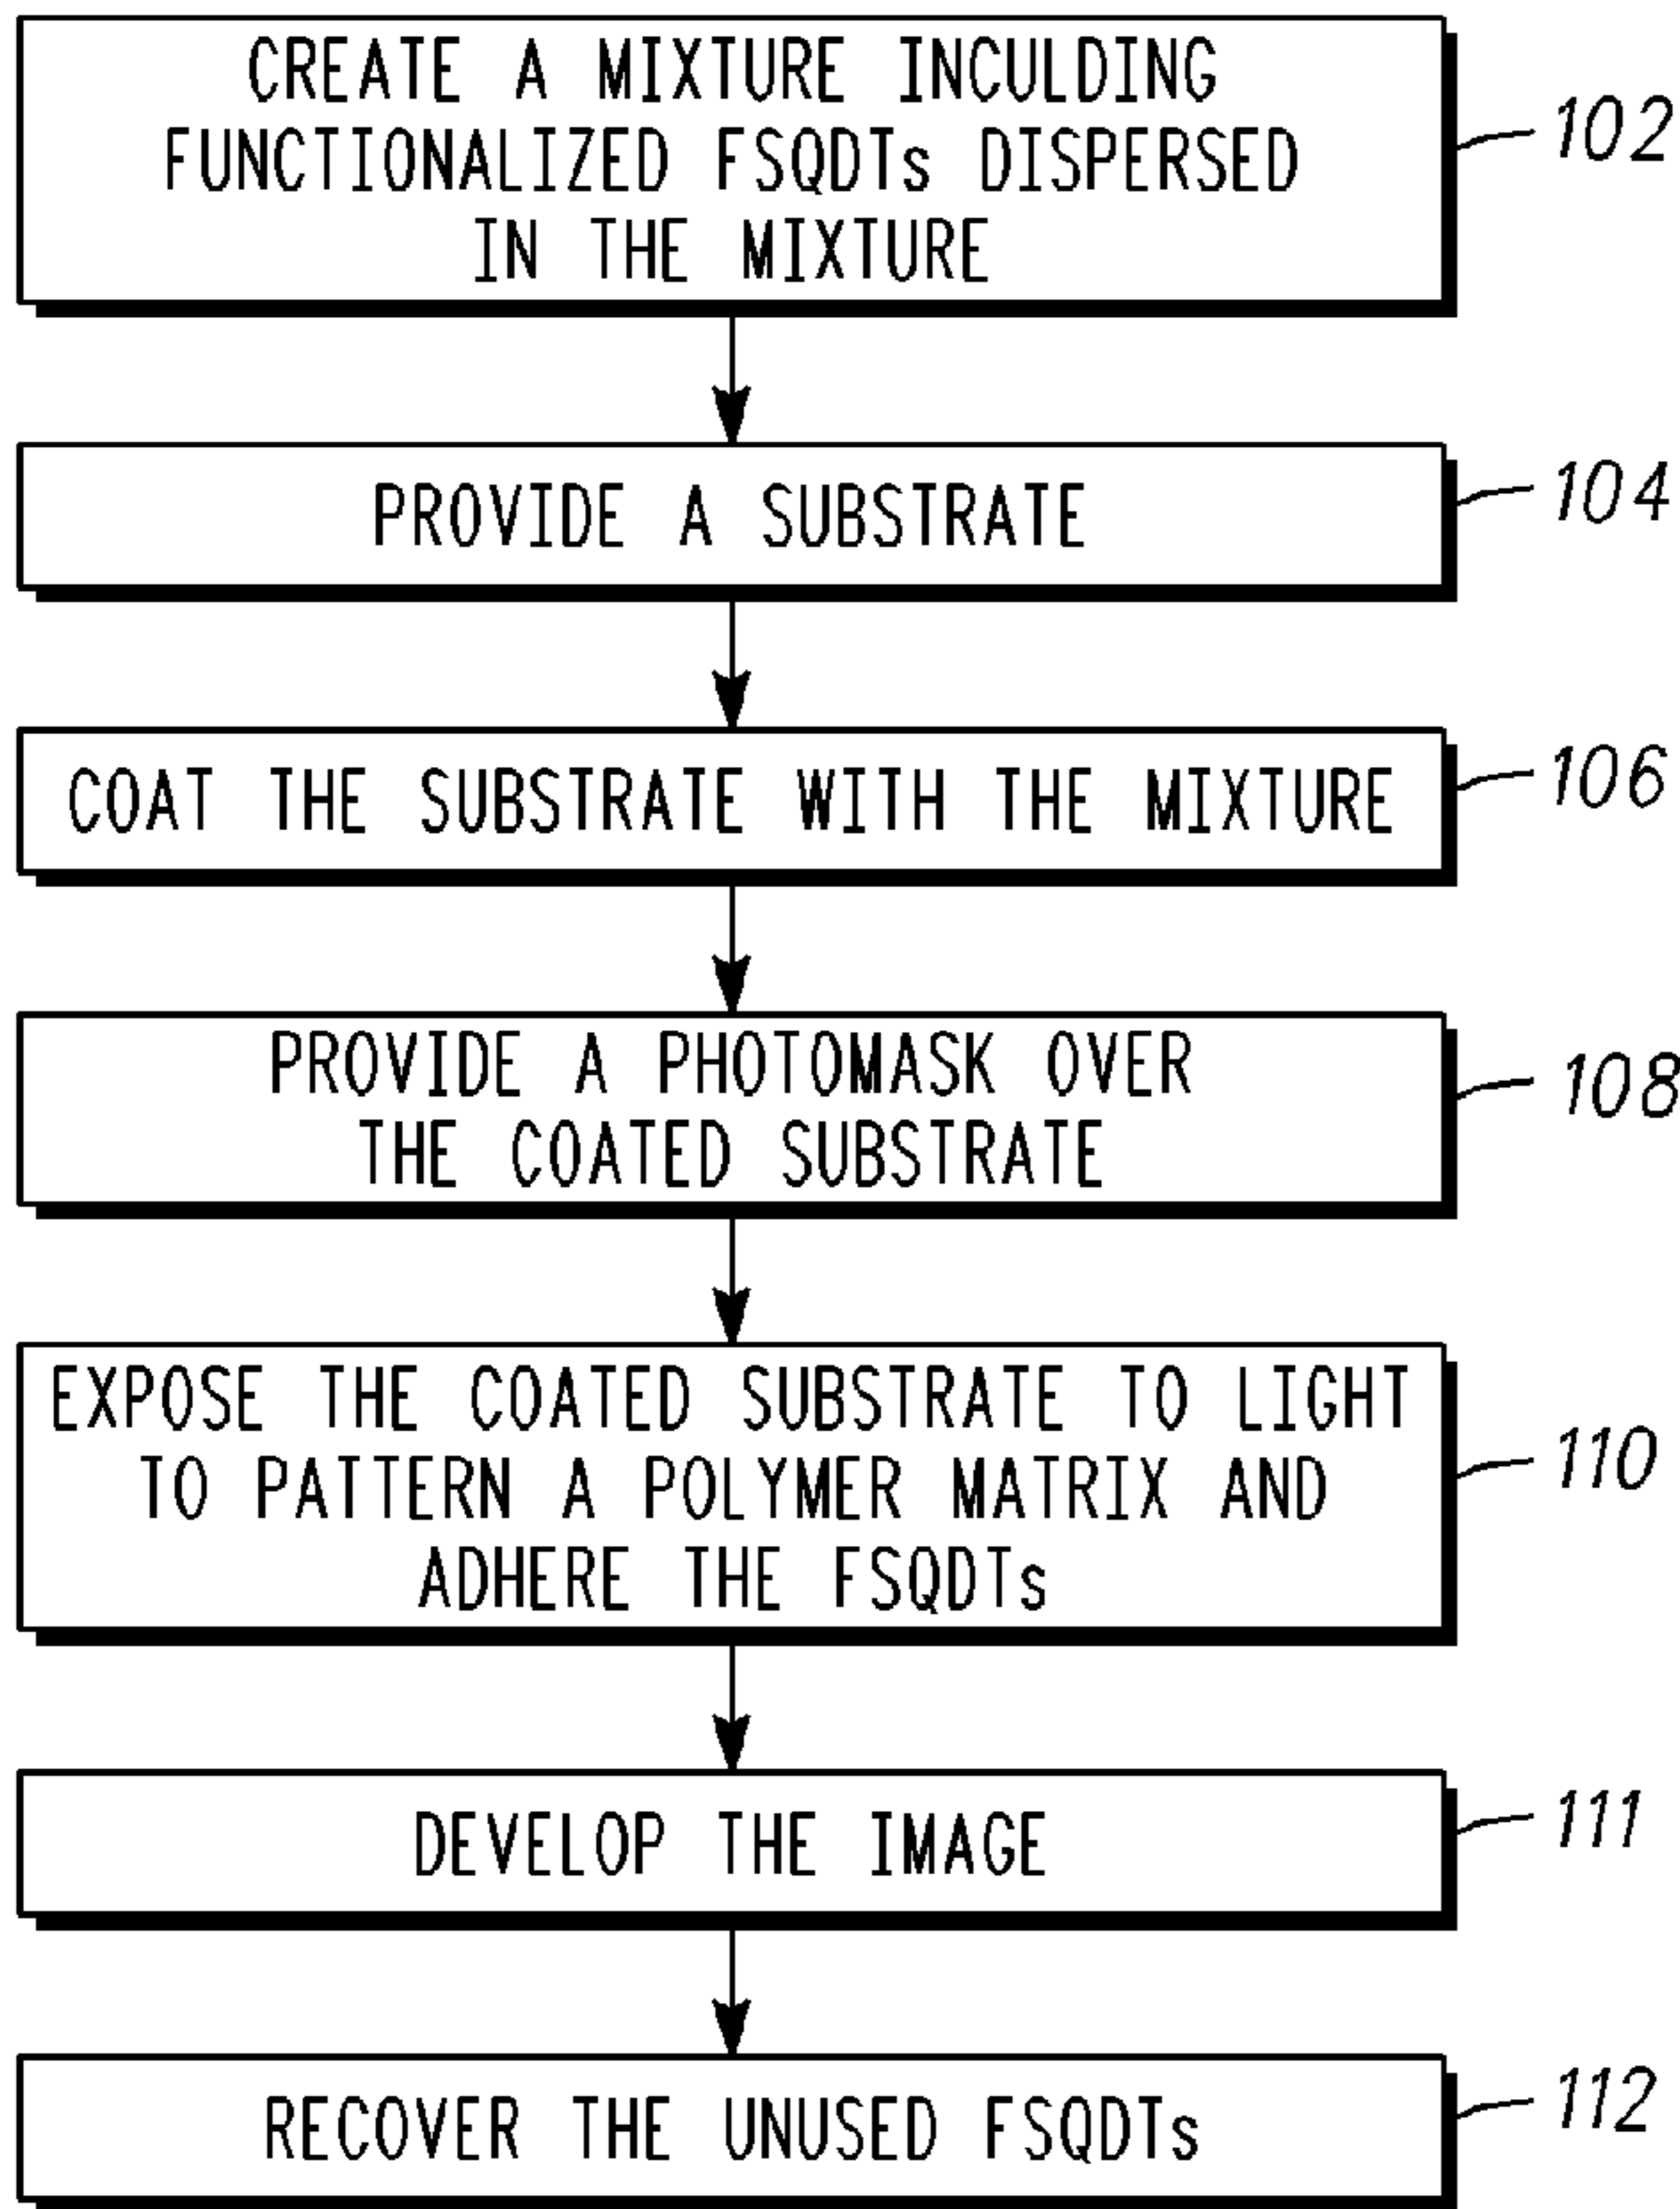 CREATE A MIXTURE INCULDING
FUNCTIONALIZED FSQDTs DISPERSED
IN THE MIXTURE
102
PROVIDE A SUBSTRATE
104
COAT THE SUBSTRATE WITH THE MIXTURE
106
PROVIDE A PHOTOMASK OVER
THE COATED SUBSTRATE
108
EXPOSE THE COATED SUBSTRATE TO LIGHT
TO PATTERN A POLYMER MATRIX AND
ADHERE THE FSQDTs
110
DEVELOP THE IMAGE
111
RECOVER THE UNUSED FSQDTs
112